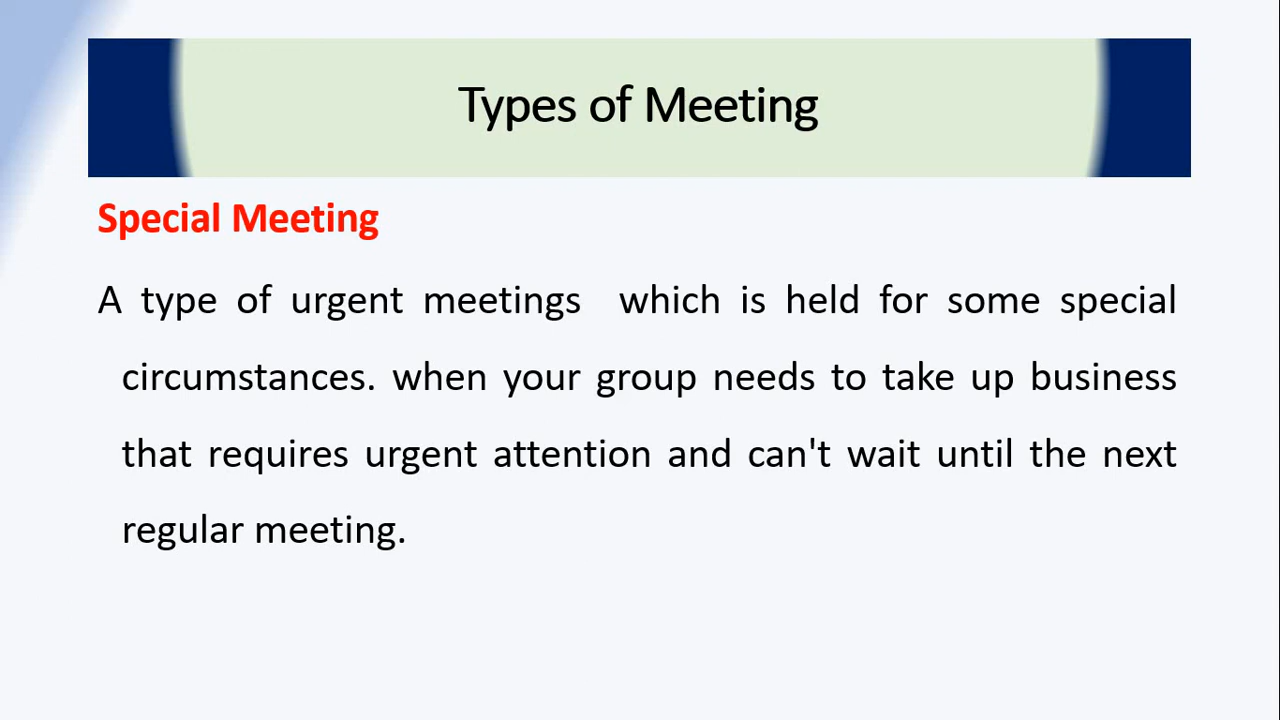 Types of Meeting
Special Meeting
A type of urgent meetings which is held for some special
circumstances. when your group needs to take up business
that requires urgent attention and can't wait until the next
regular meeting.